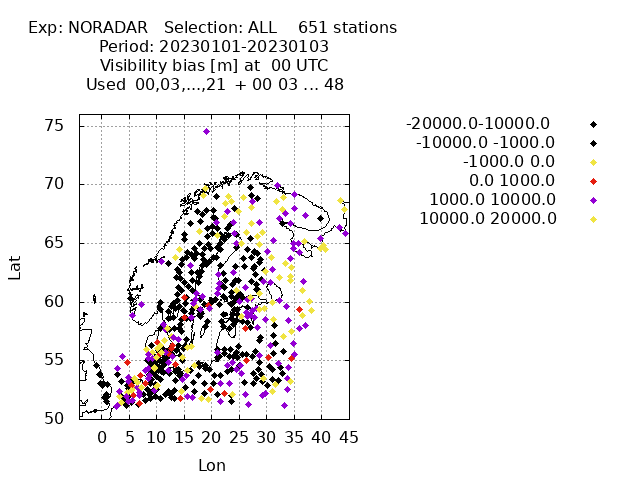 Exp: NORADAR   Selection: ALL    651 stations
Period: 20230101-20230103
Visibility bias [m] at  00 UTC
Used  00,03,...,21  + 00 03 ... 48
-20000.0-10000.0
-10000.0 -1000.0
-1000.0 0.0
0.0 1000.0
1000.0 10000.0
10000.0 20000.0
75
70
65
60
55
50
Lat
0 5 10 15 20 25 30 35 40 45
Lon